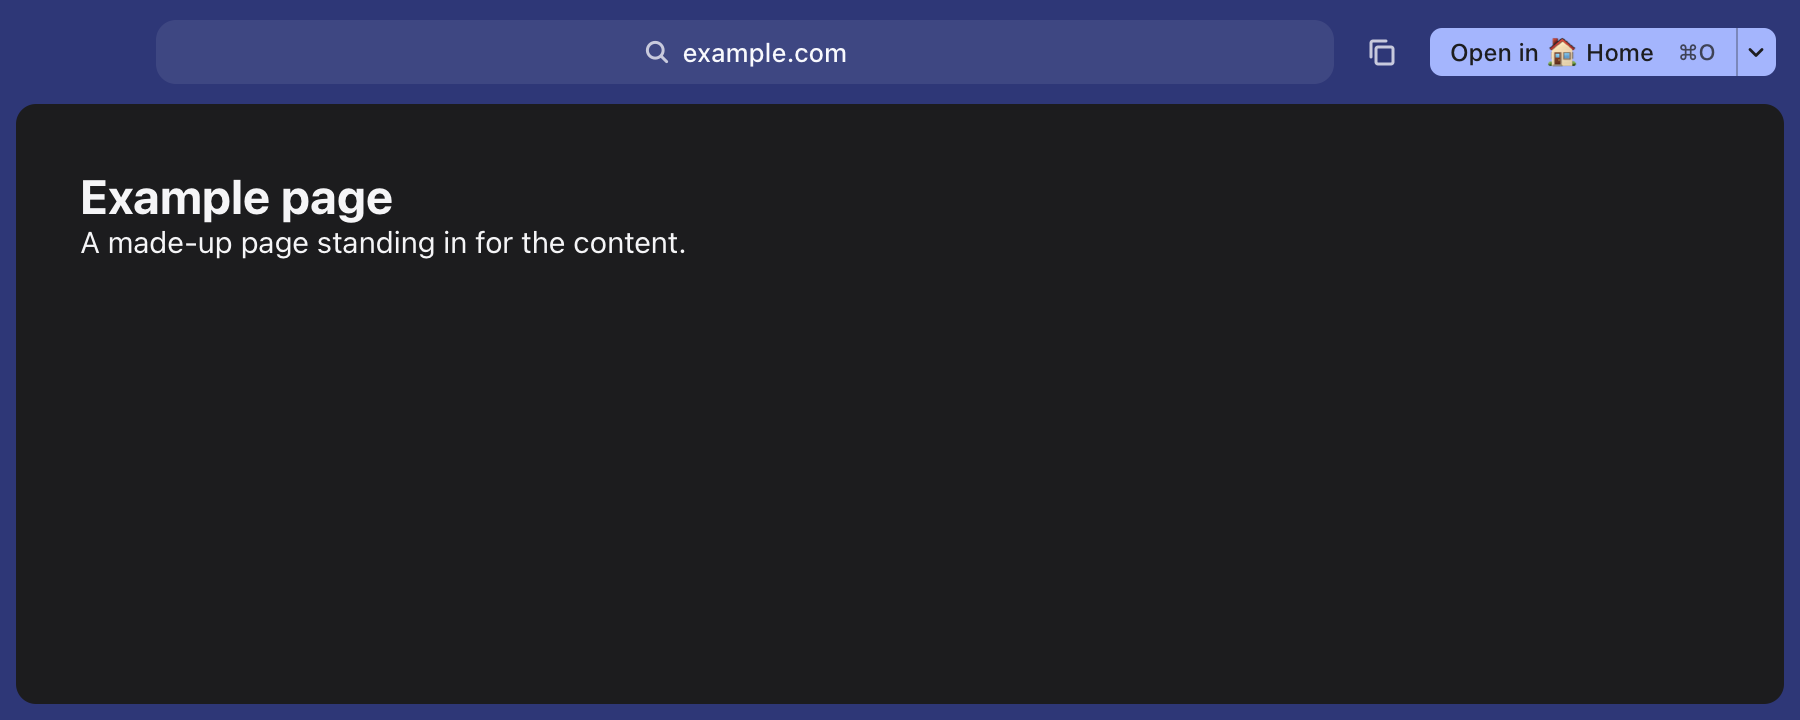 example.com
Open in 🏠 Home ⌘O
Example page
A made-up page standing in for the content.